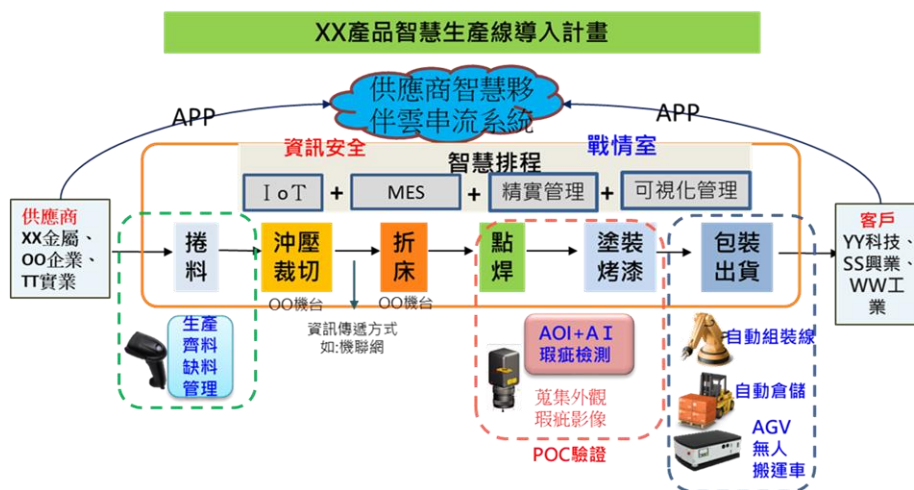 XX產品智慧生產線導入計畫
供應商智慧夥
伴雲串流系統
APP
APP
資訊安全
戰情室
智慧排程
IoT
+
MES
+
精實管理
+
可視化管理
供應商
XX金屬、
OO企業、
TT實業
捲
料
沖壓
裁切
折
床
點
焊
塗裝
烤漆
包裝
出貨
客戶
YY科技、
SS興業、
WW工
業
OO機台
OO機台
資訊傳遞方式
如:機聯網
生產
齊料
缺料
管理
AOI+AI
瑕疵檢測
蒐集外觀
瑕疵影像
POC驗證
自動組裝線
自動倉儲
AGV
無人
搬運車